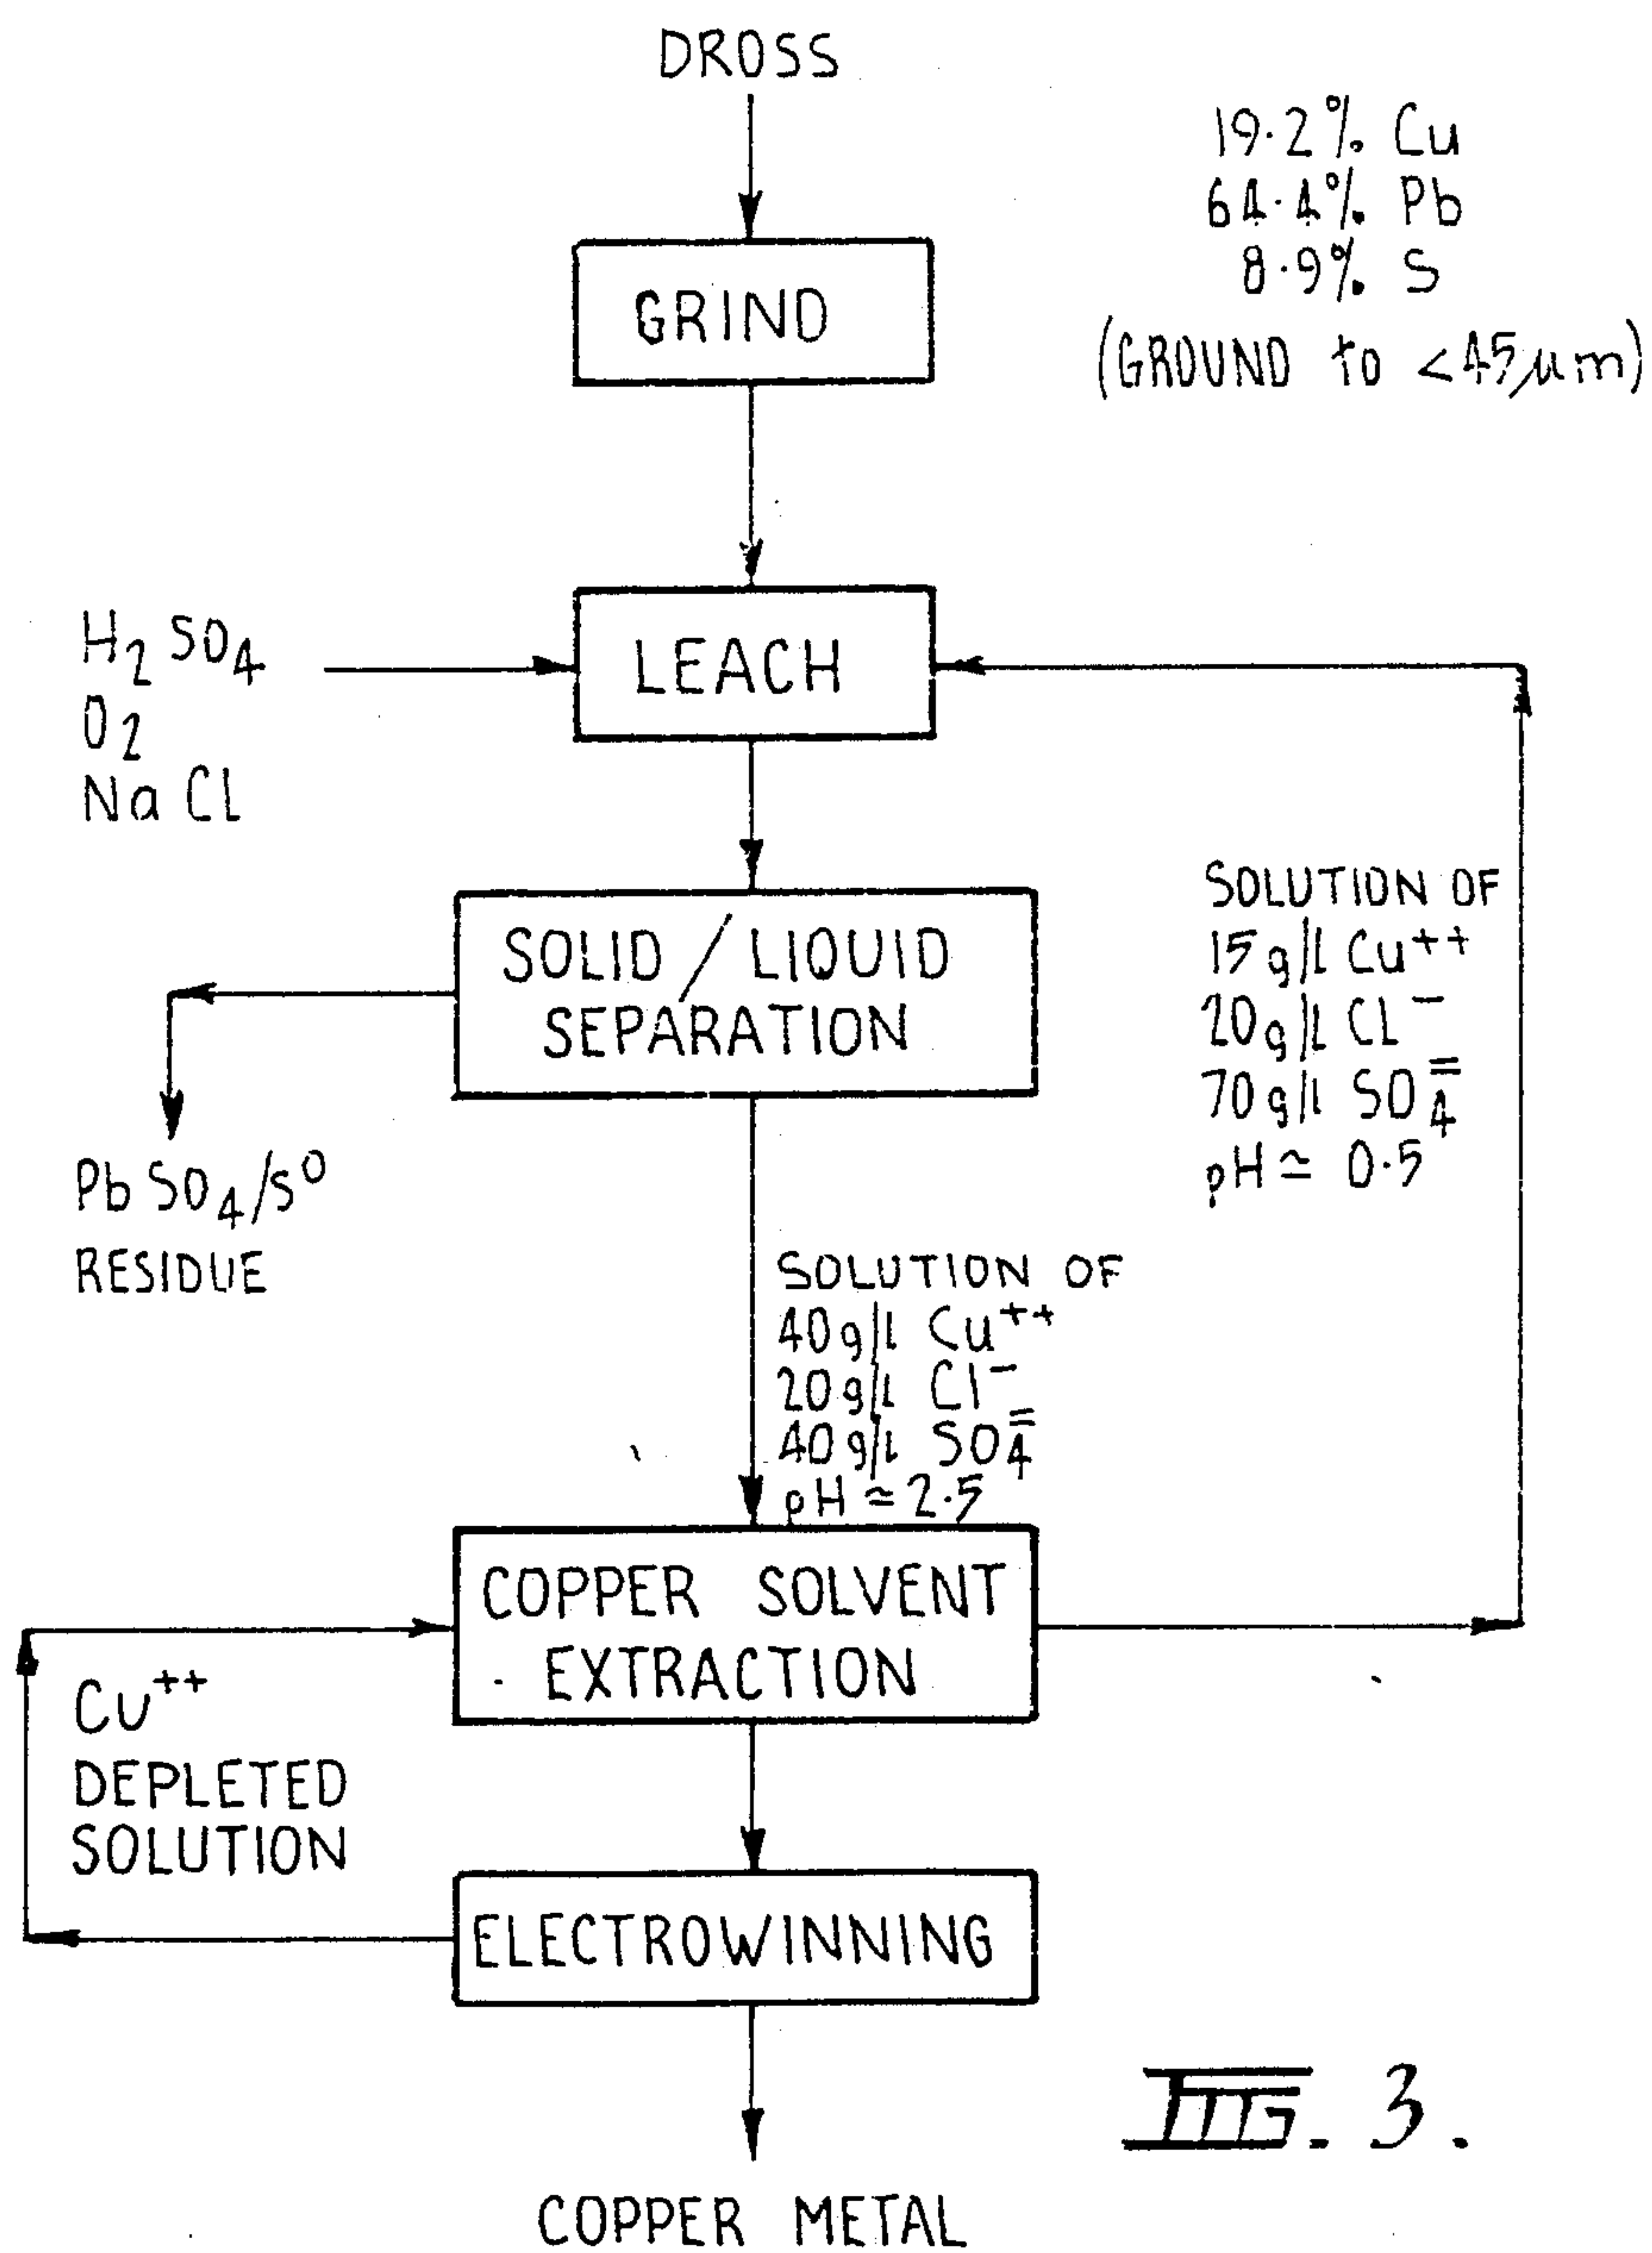 DROSS
19.2% Cu
64.4% Pb
8.9% S
(GROUND to <45µm)
GRIND
H2SO4
O2
NaCl
LEACH
SOLID/LIQUID
SEPARATION
PbSO4/S⁰
RESIDUE
SOLUTION OF
15g/l Cu⁺⁺
20g/l Cl⁻
70g/l SO4⁼
pH ≃ 0.5
SOLUTION OF
40g/l Cu⁺⁺
20g/l Cl⁻
40g/l SO4⁼
pH ≃ 2.5
COPPER SOLVENT
EXTRACTION
Cu⁺⁺
DEPLETED
SOLUTION
ELECTROWINNING
COPPER METAL
FIG. 3.